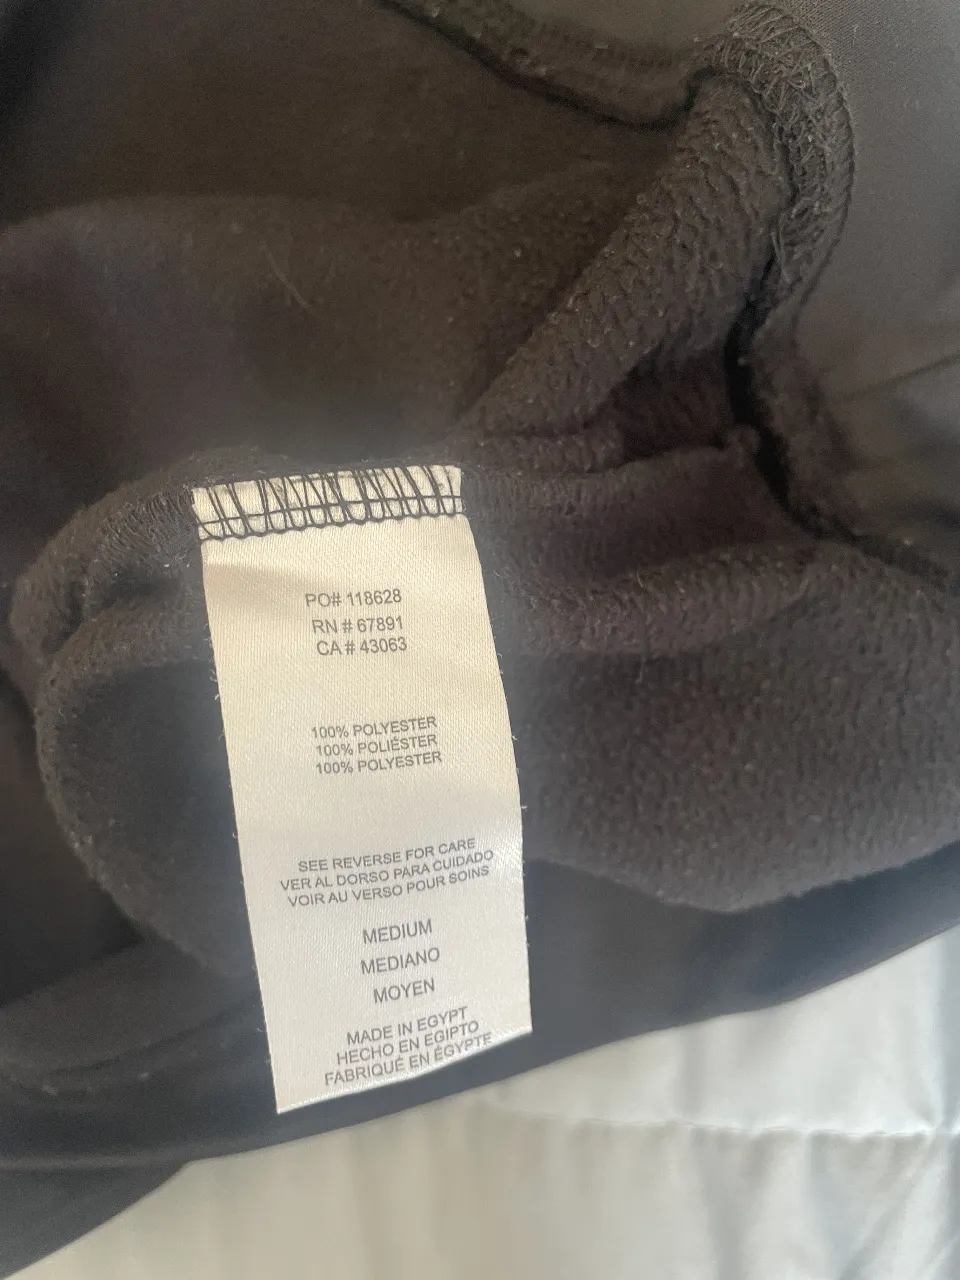 PO# 118628
RN # 67891
CA # 43063
100% POLYESTER
100% POLIÉSTER
100% POLYESTER
SEE REVERSE FOR CARE
VER AL DORSO PARA CUIDADO
VOIR AU VERSO POUR SOINS
MEDIUM
MEDIANO
MOYEN
MADE IN EGYPT
HECHO EN EGIPTO
FABRIQUÉ EN ÉGYPTE